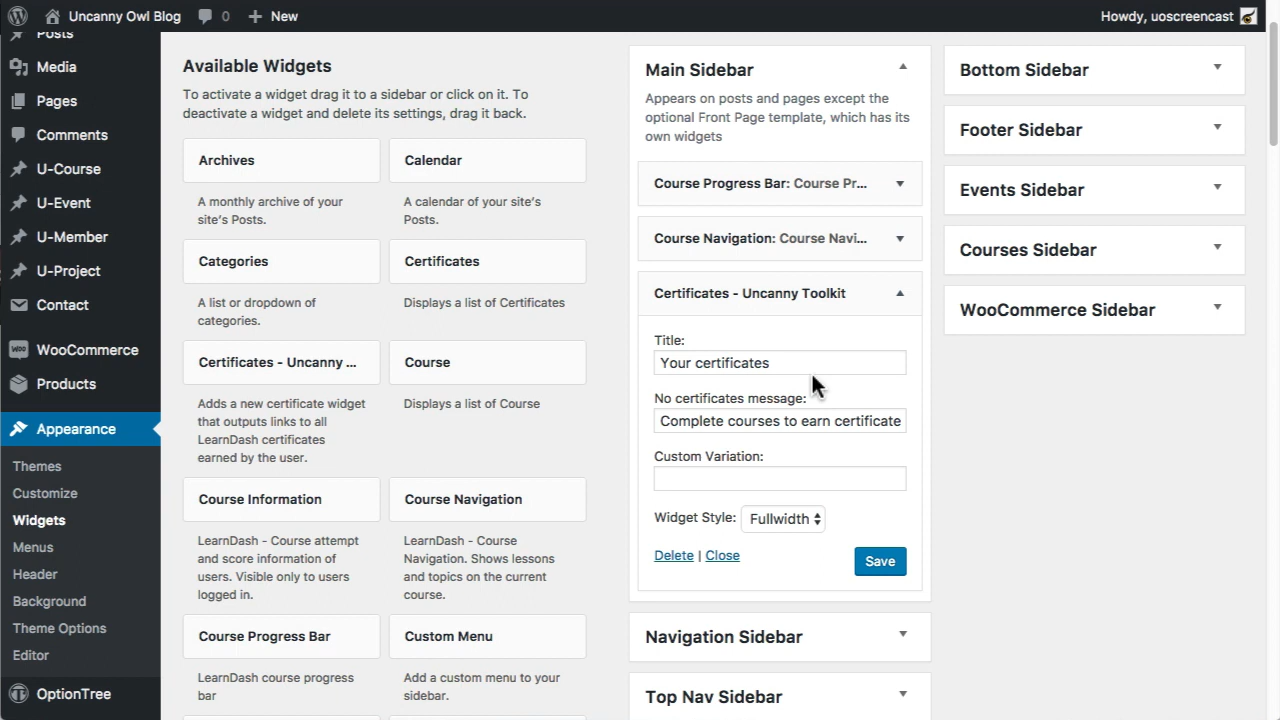 Uncanny Owl Blog
0
New
Howdy, uoscreencast
Posts
Media
Pages
Comments
U-Course
U-Event
U-Member
U-Project
Contact
WooCommerce
Products
Appearance
Themes
Customize
Widgets
Menus
Header
Background
Theme Options
Editor
OptionTree
Available Widgets
To activate a widget drag it to a sidebar or click on it. To
deactivate a widget and delete its settings, drag it back.
Archives
A monthly archive of your
site's Posts.
Calendar
A calendar of your site's
Posts.
Categories
A list or dropdown of
categories.
Certificates
Displays a list of Certificates
Certificates - Uncanny ...
Adds a new certificate widget
that outputs links to all
LearnDash certificates
earned by the user.
Course
Displays a list of Course
Course Information
LearnDash - Course attempt
and score information of
users. Visible only to users
logged in.
Course Navigation
LearnDash - Course
Navigation. Shows lessons
and topics on the current
course.
Course Progress Bar
LearnDash course progress
bar
Custom Menu
Add a custom menu to your
sidebar.
Main Sidebar
Appears on posts and pages except the
optional Front Page template, which has its
own widgets
Course Progress Bar: Course Pr...
Course Navigation: Course Navi...
Certificates - Uncanny Toolkit
Title:
Your certificates
No certificates message:
Complete courses to earn certificate
Custom Variation:
Widget Style: Fullwidth
Delete | Close
Save
Navigation Sidebar
Top Nav Sidebar
Bottom Sidebar
Footer Sidebar
Events Sidebar
Courses Sidebar
WooCommerce Sidebar